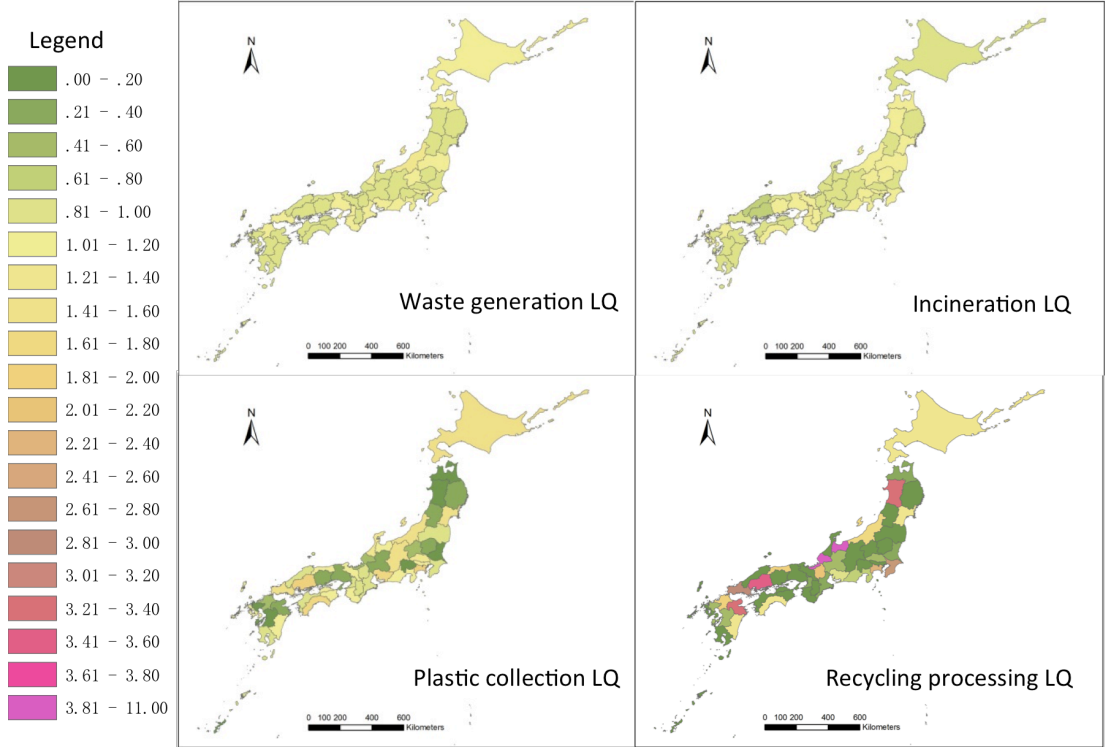 Legend
.00 - .20
.21 - .40
.41 - .60
.61 - .80
.81 - 1.00
1.01 - 1.20
1.21 - 1.40
1.41 - 1.60
1.61 - 1.80
1.81 - 2.00
2.01 - 2.20
2.21 - 2.40
2.41 - 2.60
2.61 - 2.80
2.81 - 3.00
3.01 - 3.20
3.21 - 3.40
3.41 - 3.60
3.61 - 3.80
3.81 - 11.00
N
Waste generation LQ
0 100 200 400 600
Kilometers
N
Incineration LQ
0 100 200 400 600
Kilometers
N
Plastic collection LQ
0 100 200 400 600
Kilometers
N
Recycling processing LQ
0 100 200 400 600
Kilometers